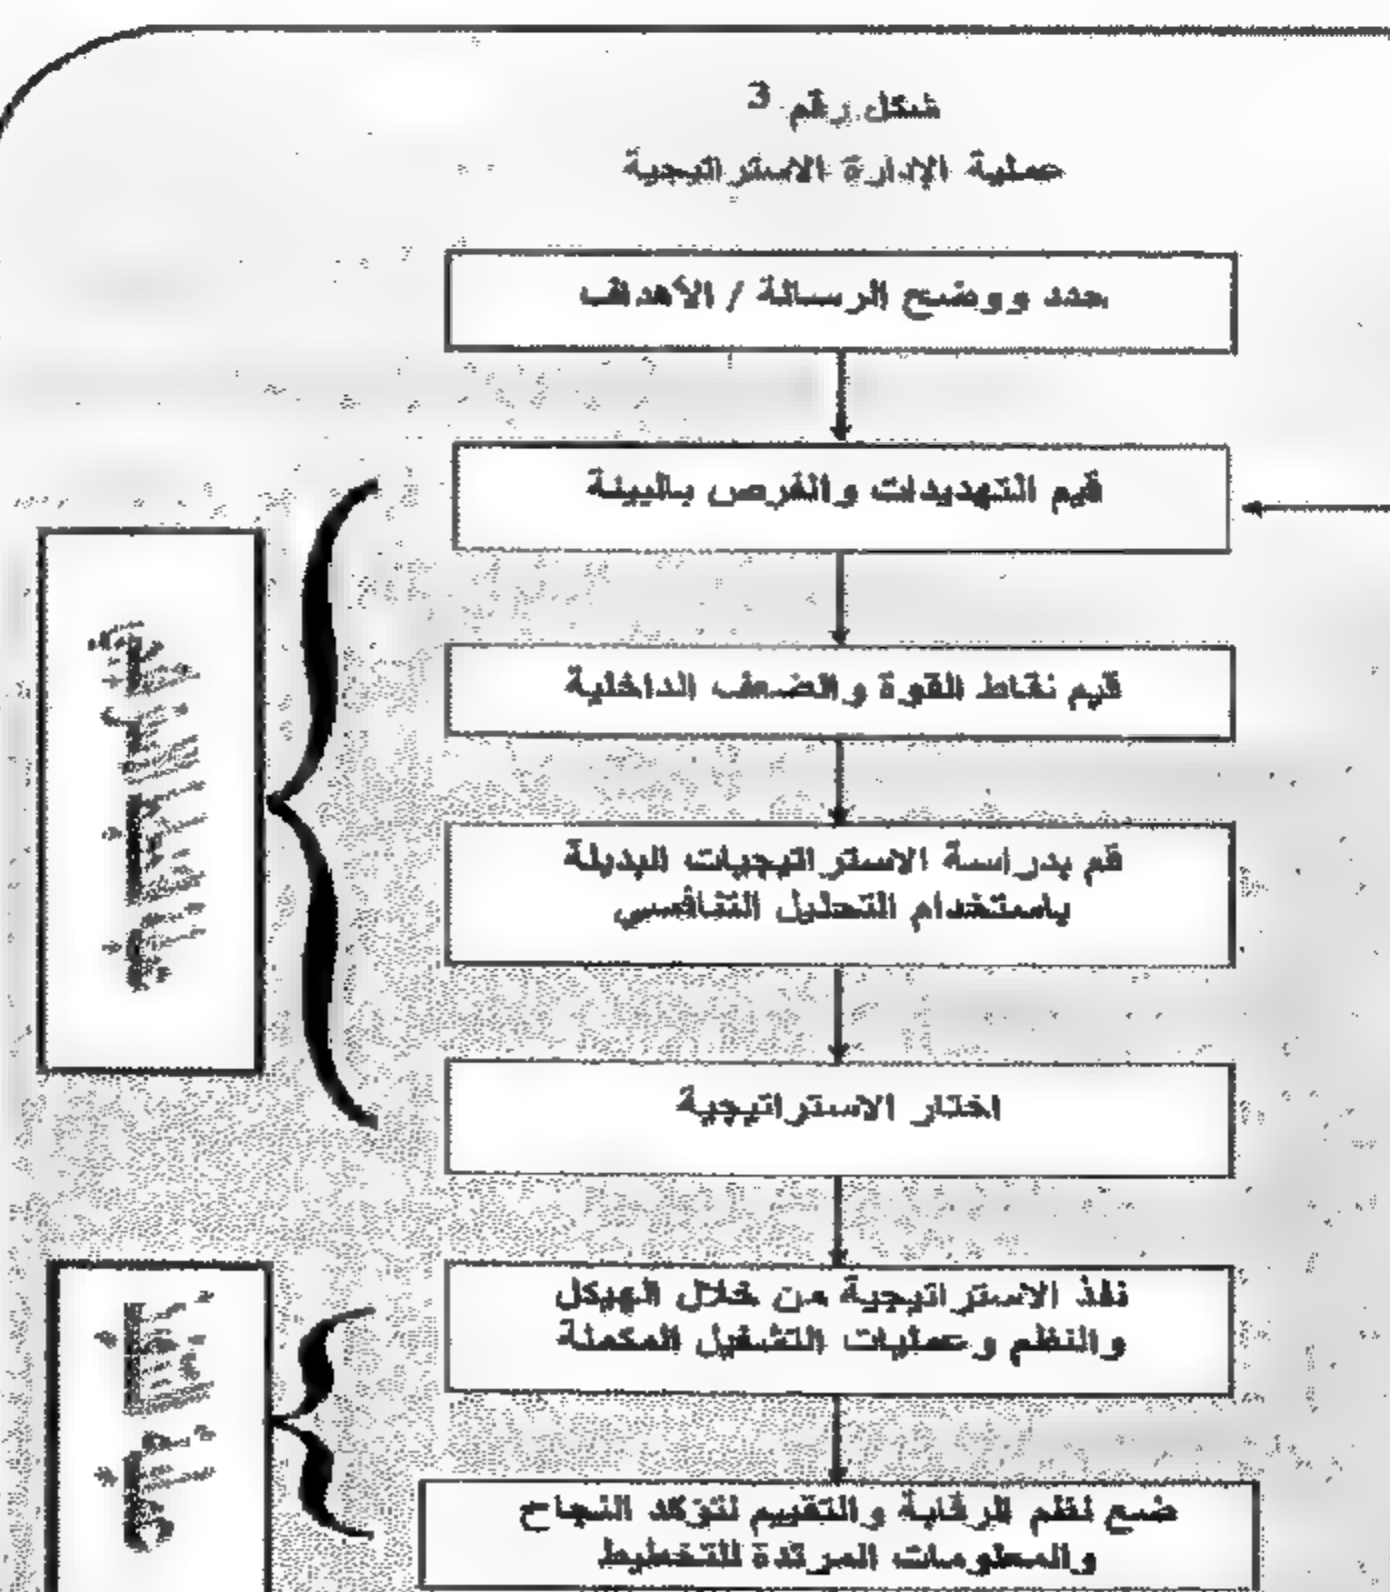 شكل رقم 3
عملية الإدارة الاستراتيجية
حدد ووضح الرسالة / الأهداف
قيم التهديدات والفرص بالبيئة
قيم نقاط القوة والضعف الداخلية
قم بدراسة الاستراتيجيات البديلة
باستخدام التحليل التنافسي
اختار الاستراتيجية
نفذ الاستراتيجية من خلال الهيكل
والنظم وعمليات التشغيل المكملة
ضع نظم للرقابة والتقييم لتؤكد النجاح
والمعلومات المرتدة للتخطيط